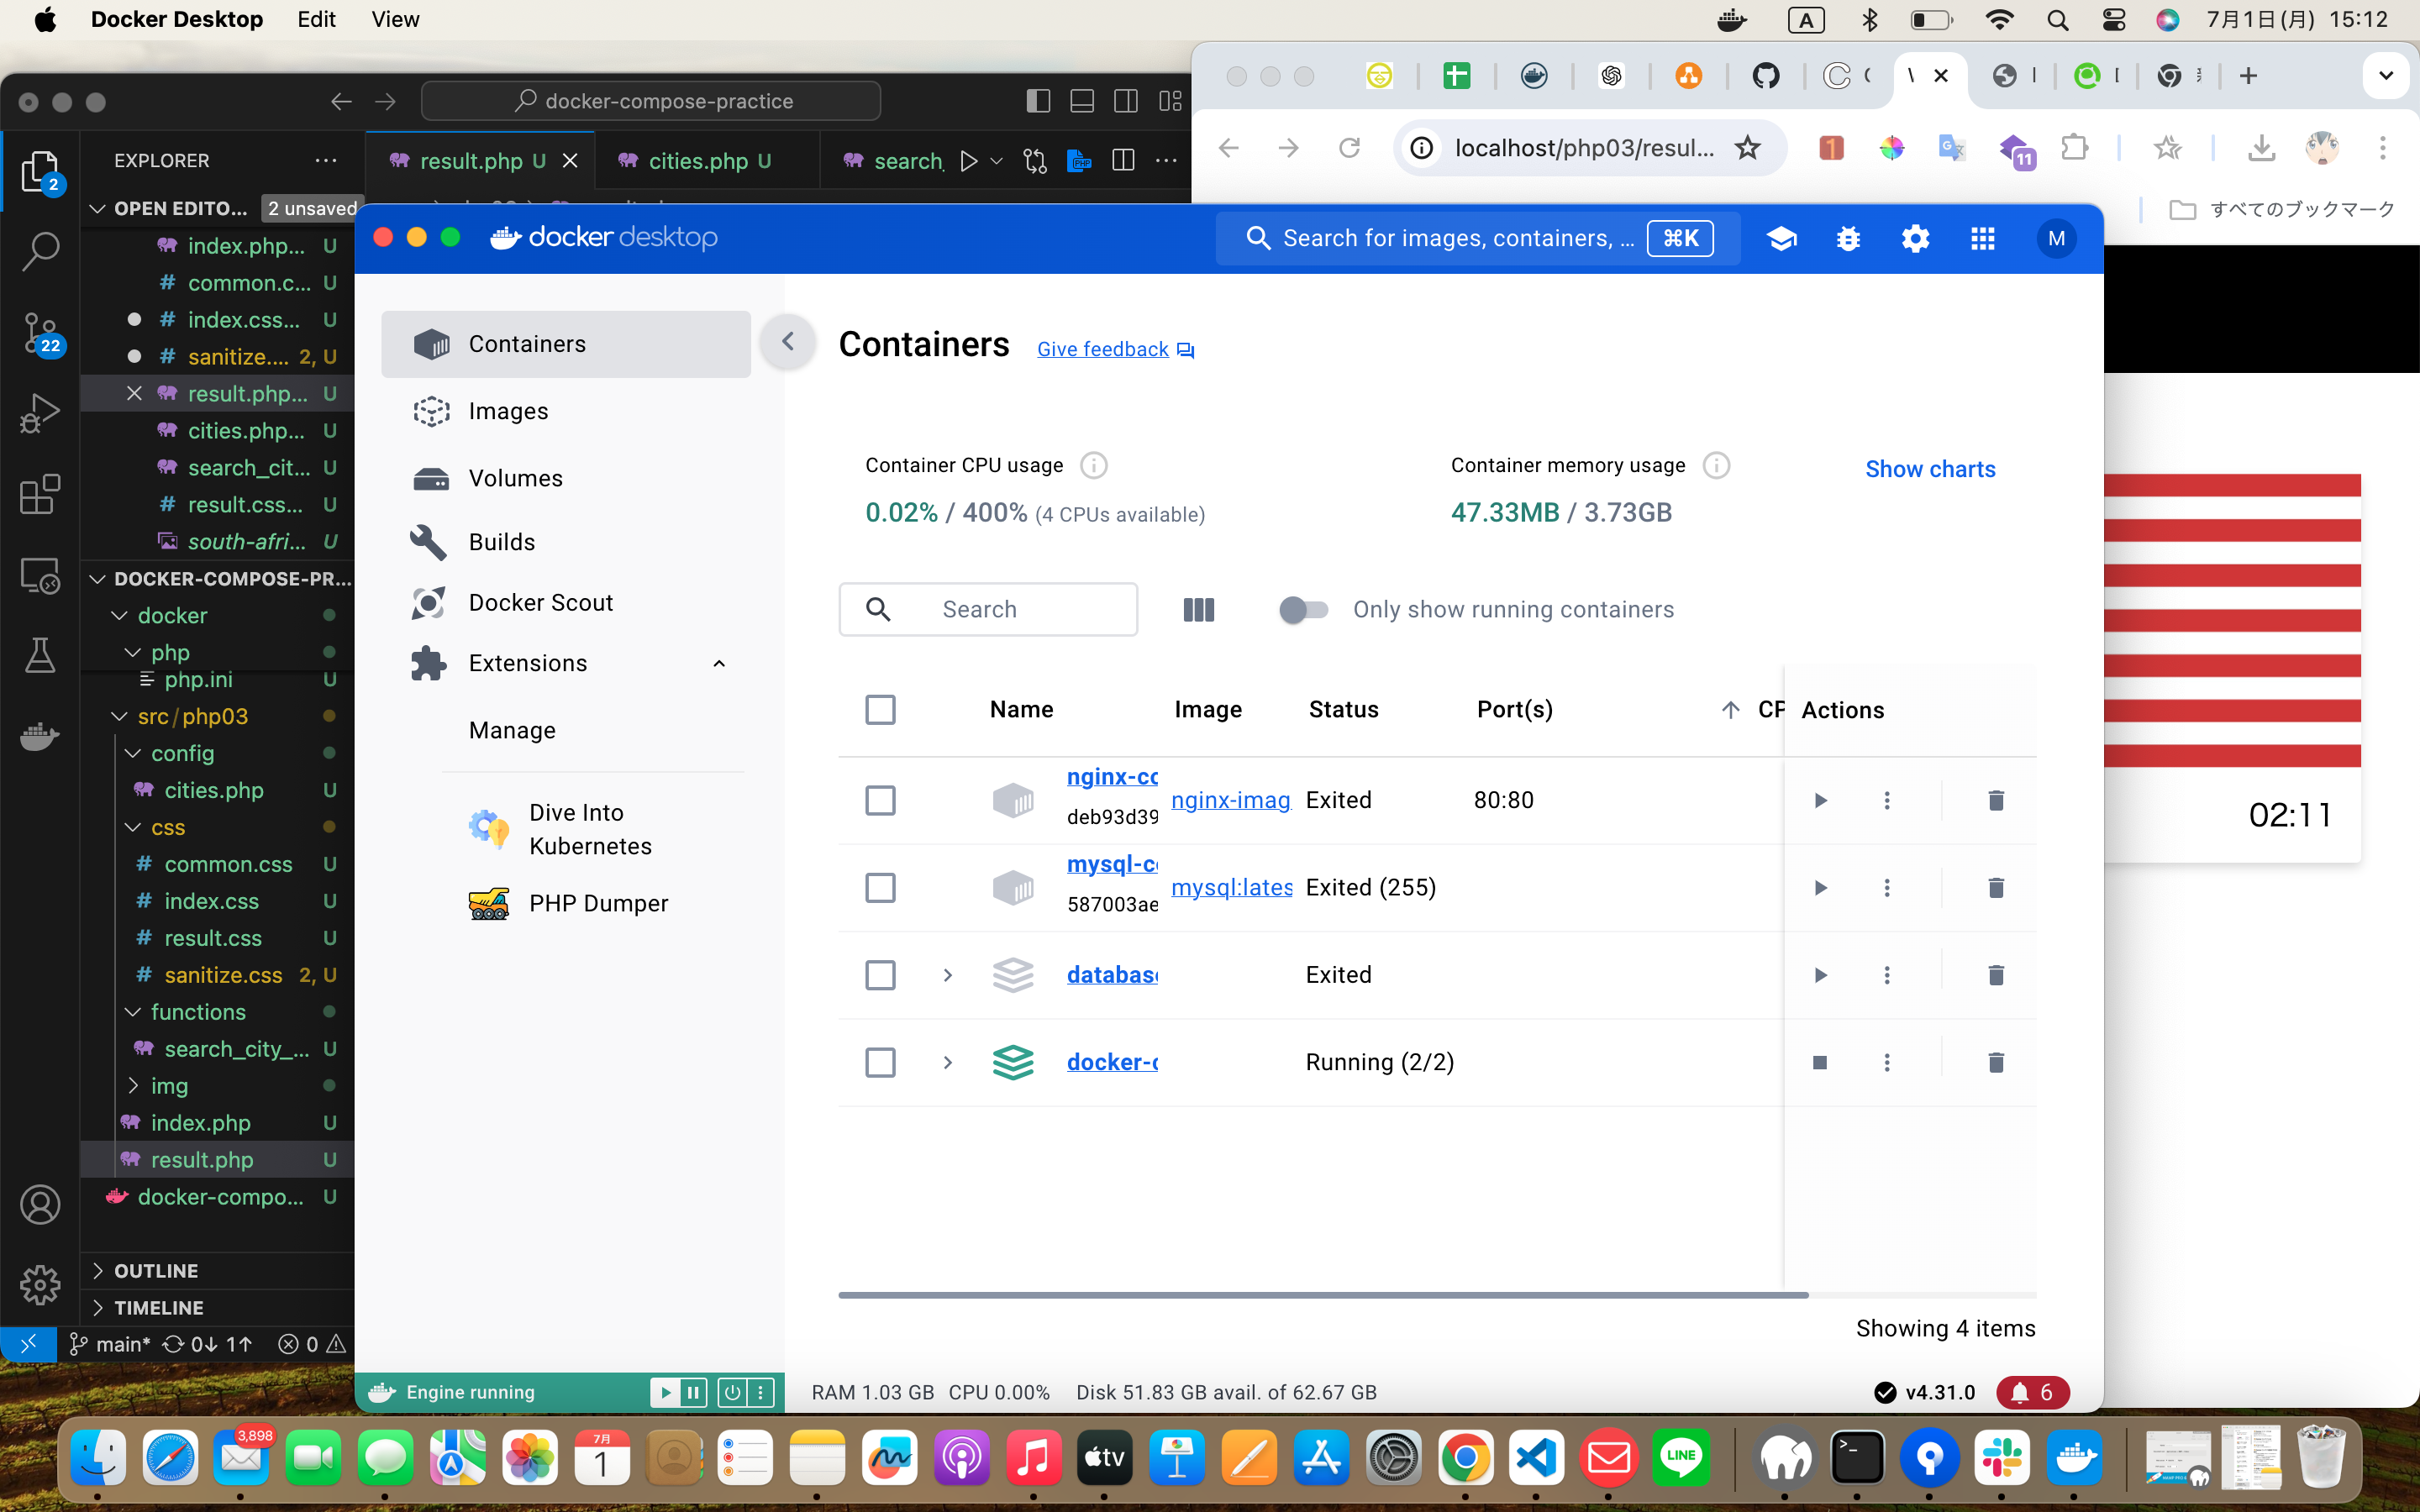 Docker Desktop Edit View
A
7月1日(月) 15:12
docker-compose-practice
EXPLORER
result.php U
cities.php U
search_
localhost/php03/resul...
1
11
2
OPEN EDITO... 2 unsaved
すべてのブックマーク
index.php... U
common.c... U
index.css... U
sanitize.... 2, U
result.php... U
cities.php... U
search_cit... U
result.css... U
south-afri... U
22
DOCKER-COMPOSE-PR...
docker
php
php.ini U
src/php03
config
cities.php U
css
common.css U
index.css U
result.css U
sanitize.css 2, U
functions
search_city_... U
img
index.php U
result.php U
docker-compo... U
OUTLINE
TIMELINE
main* 0↓ 1↑ 0
docker desktop
Search for images, containers, ... ⌘K
M
Containers
Images
Volumes
Builds
Docker Scout
Extensions
Manage
Dive Into
Kubernetes
PHP Dumper
Containers Give feedback
Container CPU usage
0.02% / 400% (4 CPUs available)
Container memory usage
47.33MB / 3.73GB
Show charts
Search
Only show running containers
Name Image Status Port(s) CP Actions
nginx-co
deb93d39
nginx-imag Exited 80:80
mysql-co
587003ae
mysql:lates Exited (255)
databas Exited
docker-c Running (2/2)
Showing 4 items
02:11
Engine running
RAM 1.03 GB CPU 0.00% Disk 51.83 GB avail. of 62.67 GB
v4.31.0
6
3,898
7月
1
tv
LINE